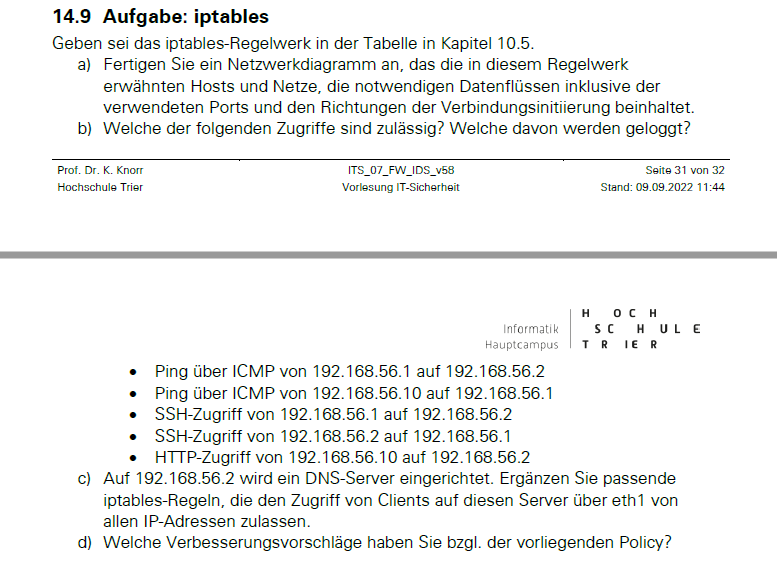 14.9 Aufgabe: iptables
Geben sei das iptables-Regelwerk in der Tabelle in Kapitel 10.5.
a) Fertigen Sie ein Netzwerkdiagramm an, das die in diesem Regelwerk
erwähnten Hosts und Netze, die notwendigen Datenflüssen inklusive der
verwendeten Ports und den Richtungen der Verbindungsinitiierung beinhaltet.
b) Welche der folgenden Zugriffe sind zulässig? Welche davon werden geloggt?
Prof. Dr. K. Knorr ITS_07_FW_IDS_v58 Seite 31 von 32
Hochschule Trier Vorlesung IT-Sicherheit Stand: 09.09.2022 11:44
H O C H
Informatik S C H U L E
Hauptcampus T R I E R
• Ping über ICMP von 192.168.56.1 auf 192.168.56.2
• Ping über ICMP von 192.168.56.10 auf 192.168.56.1
• SSH-Zugriff von 192.168.56.1 auf 192.168.56.2
• SSH-Zugriff von 192.168.56.2 auf 192.168.56.1
• HTTP-Zugriff von 192.168.56.10 auf 192.168.56.2
c) Auf 192.168.56.2 wird ein DNS-Server eingerichtet. Ergänzen Sie passende
iptables-Regeln, die den Zugriff von Clients auf diesen Server über eth1 von
allen IP-Adressen zulassen.
d) Welche Verbesserungsvorschläge haben Sie bzgl. der vorliegenden Policy?